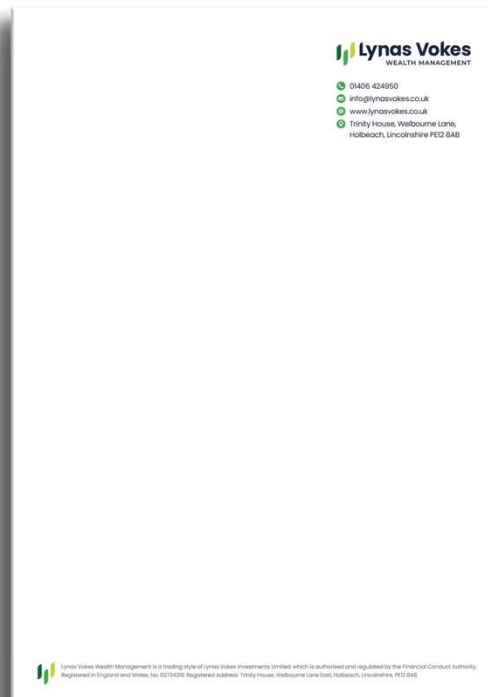 Lynas Vokes
WEALTH MANAGEMENT
01406 424950
info@lynasvokes.co.uk
www.lynasvokes.co.uk
Trinity House, Welbourne Lane,
Holbeach, Lincolnshire PE12 8AB
Lynas Vokes Wealth Management is a trading style of Lynas Vokes Investments Limited, which is authorised and regulated by the Financial Conduct Authority.
Registered in England and Wales. No. 02734319. Registered Address: Trinity House, Welbourne Lane East, Holbeach, Lincolnshire, PE12 8AB.